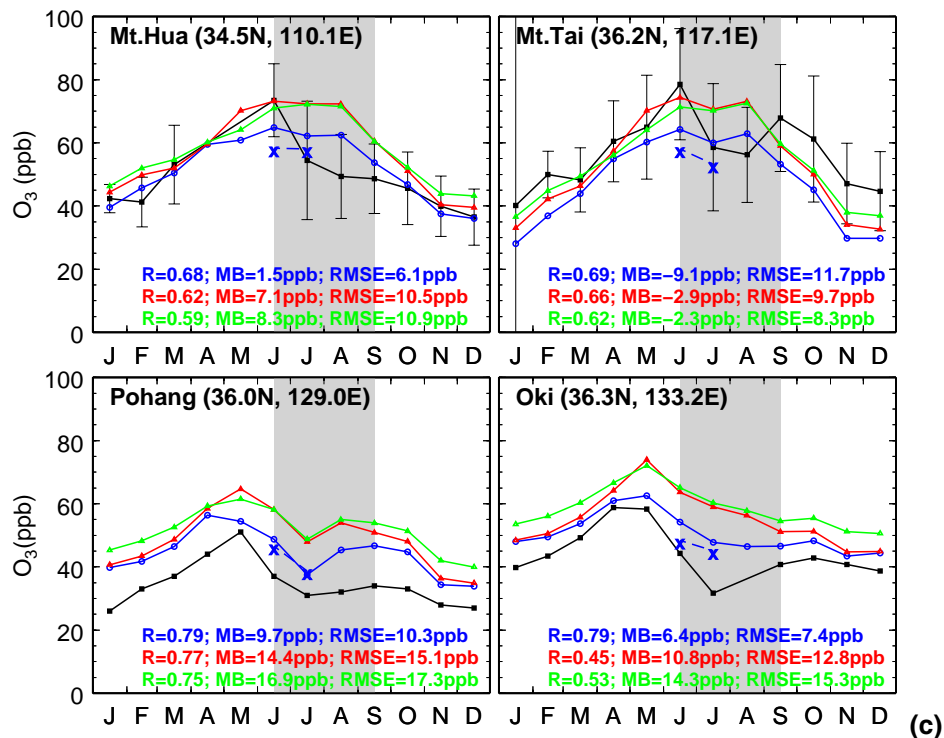 Mt.Hua (34.5N, 110.1E)
100
80
60
40
20
0
O3 (ppb)
R=0.68; MB=1.5ppb; RMSE=6.1ppb
R=0.62; MB=7.1ppb; RMSE=10.5ppb
R=0.59; MB=8.3ppb; RMSE=10.9ppb
J F M A M J J A S O N D
Mt.Tai (36.2N, 117.1E)
R=0.69; MB=−9.1ppb; RMSE=11.7ppb
R=0.66; MB=−2.9ppb; RMSE=9.7ppb
R=0.62; MB=−2.3ppb; RMSE=8.3ppb
J F M A M J J A S O N D
Pohang (36.0N, 129.0E)
100
80
60
40
20
0
O3(ppb)
R=0.79; MB=9.7ppb; RMSE=10.3ppb
R=0.77; MB=14.4ppb; RMSE=15.1ppb
R=0.75; MB=16.9ppb; RMSE=17.3ppb
J F M A M J J A S O N D
Oki (36.3N, 133.2E)
R=0.79; MB=6.4ppb; RMSE=7.4ppb
R=0.45; MB=10.8ppb; RMSE=12.8ppb
R=0.53; MB=14.3ppb; RMSE=15.3ppb
J F M A M J J A S O N D
(c)